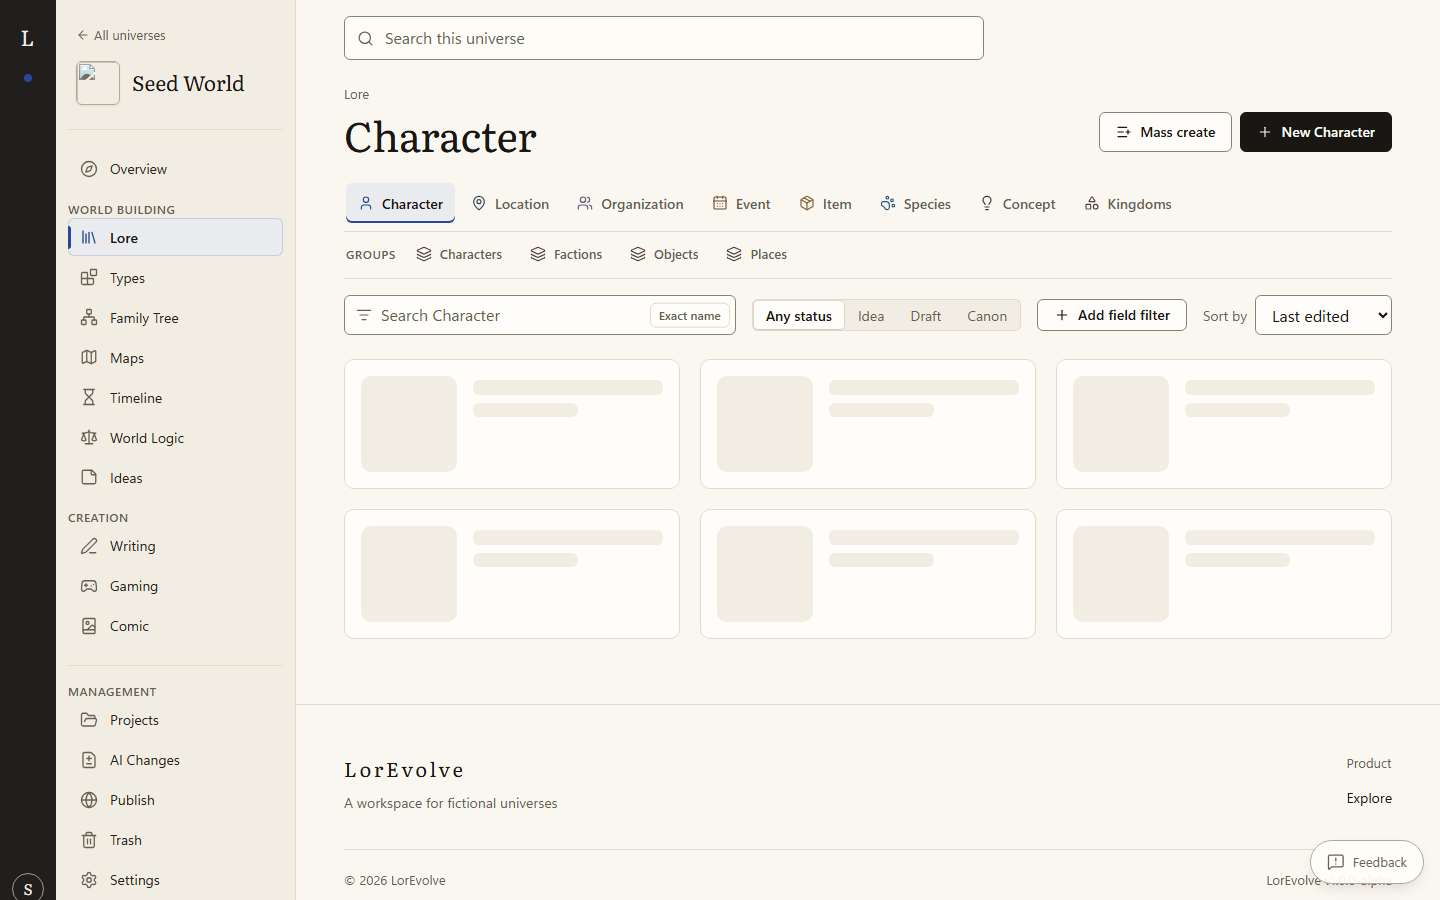 L
All universes
Seed World
Overview
WORLD BUILDING
Lore
Types
Family Tree
Maps
Timeline
World Logic
Ideas
CREATION
Writing
Gaming
Comic
MANAGEMENT
Projects
AI Changes
Publish
Trash
Settings
S
Search this universe
Lore
Character
Mass create
New Character
Character Location Organization Event Item Species Concept Kingdoms
GROUPS Characters Factions Objects Places
Search Character Exact name Any status Idea Draft Canon Add field filter Sort by Last edited
LorEvolve
A workspace for fictional universes
Product
Explore
Feedback
© 2026 LorEvolve
LorEvolve